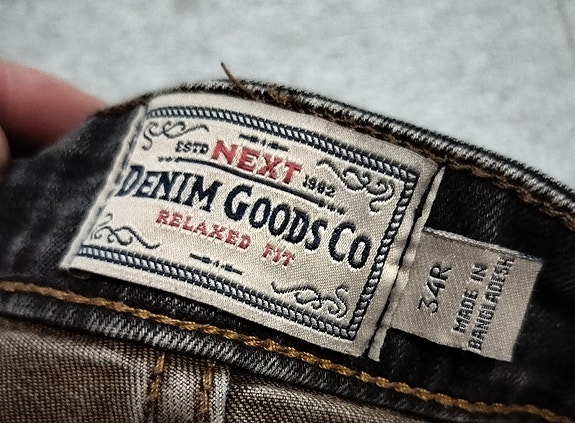 ESTD NEXT 1982
DENIM GOODS CO
RELAXED FIT
34R
MADE IN
BANGLADESH